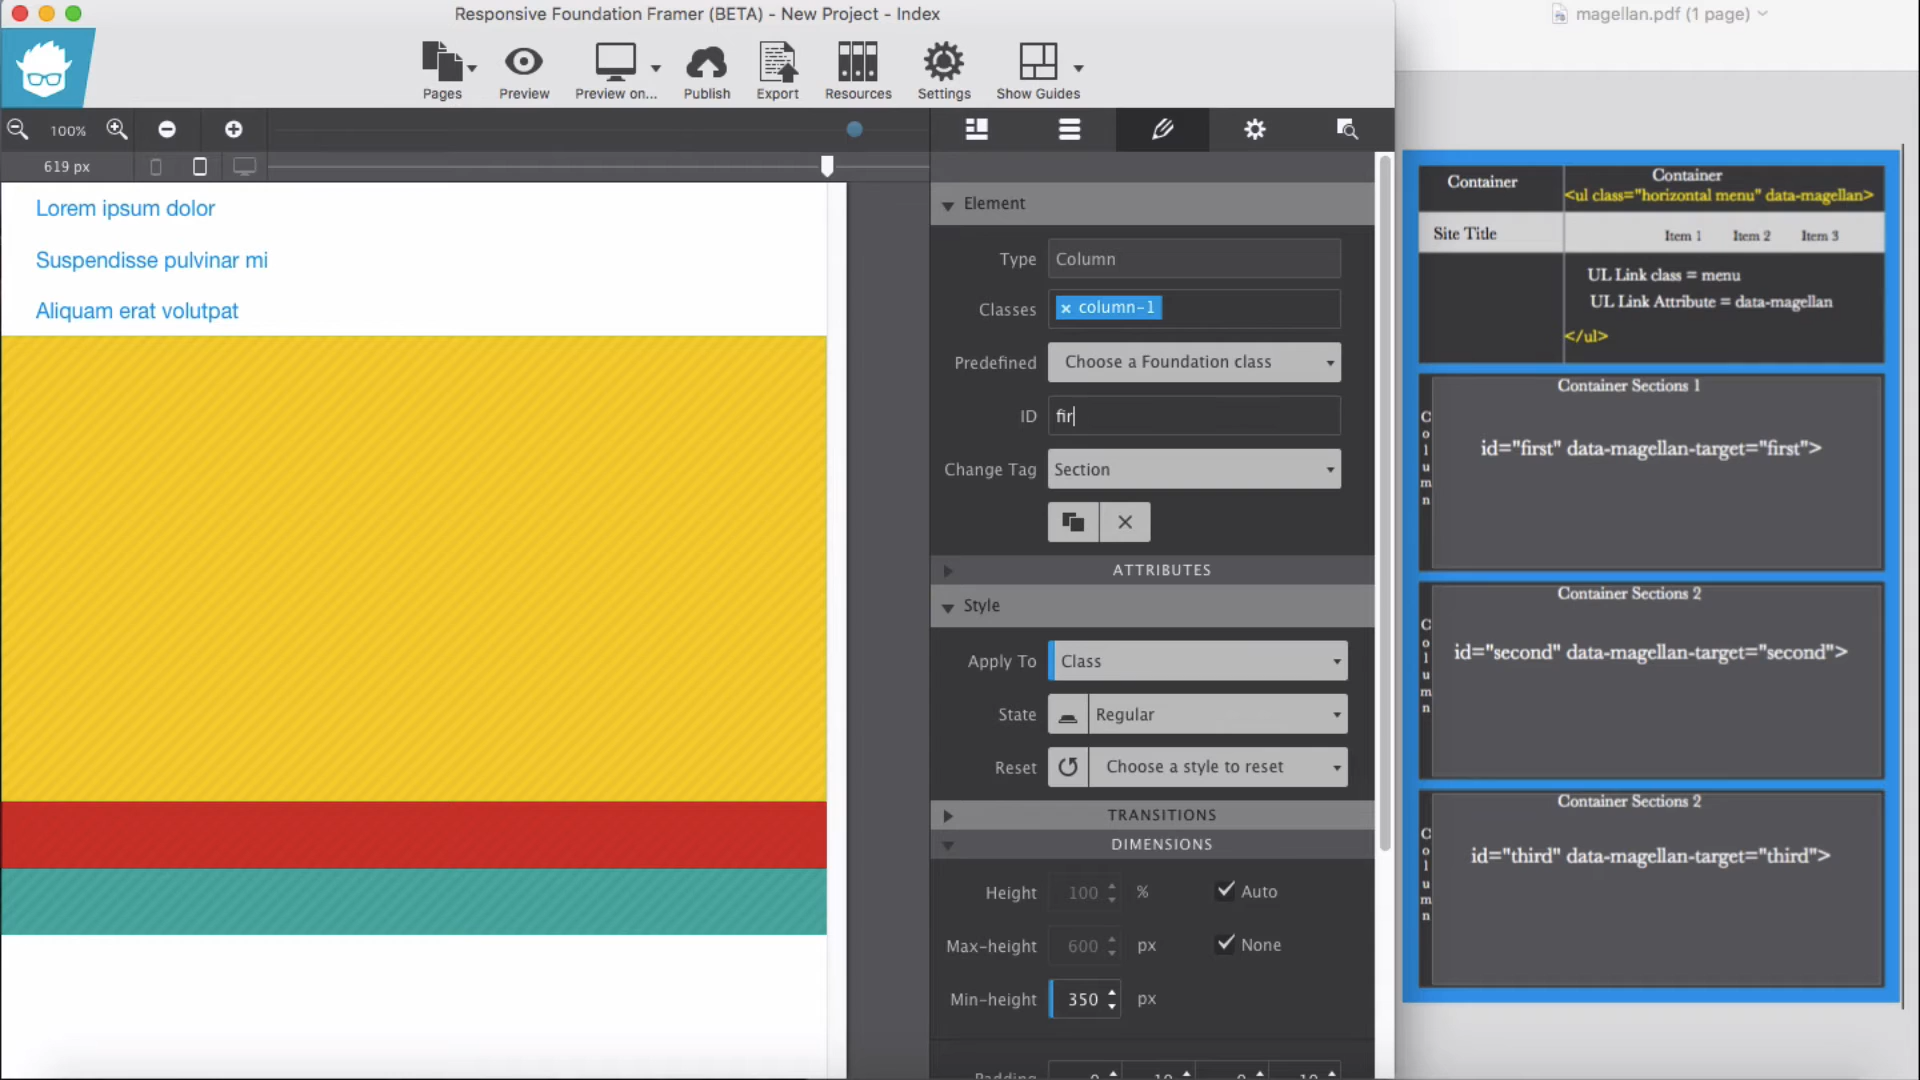 Responsive Foundation Framer (BETA) - New Project - Index
magellan.pdf (1 page)
Pages
Preview
Preview on...
Publish
Export
Resources
Settings
Show Guides
100%
619 px
Lorem ipsum dolor
Suspendisse pulvinar mi
Aliquam erat volutpat
Element
Type Column
Classes × column-1
Predefined Choose a Foundation class
ID fir
Change Tag Section
ATTRIBUTES
Style
Apply To Class
State Regular
Reset Choose a style to reset
TRANSITIONS
DIMENSIONS
Height 100 % Auto
Max-height 600 px None
Min-height 350 px
Padding 0 10 0 10
Container
Container
<ul class="horizontal menu" data-magellan>
Site Title
Item 1 Item 2 Item 3
UL Link class = menu
UL Link Attribute = data-magellan
</ul>
Container Sections 1
Column
id="first" data-magellan-target="first">
Container Sections 2
Column
id="second" data-magellan-target="second">
Container Sections 2
Column
id="third" data-magellan-target="third">